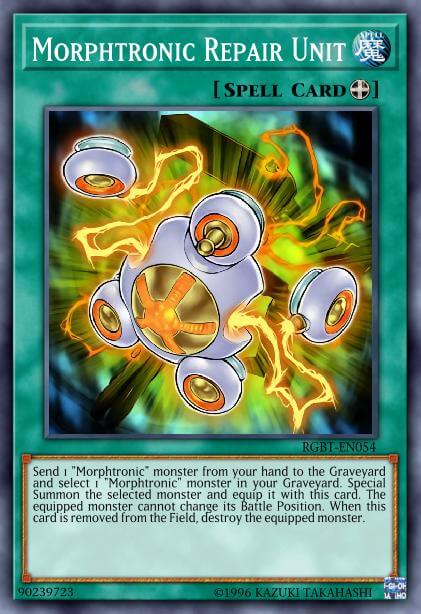 MORPHTRONIC REPAIR UNIT
SPELL
魔
[SPELL CARD]
RGBT-EN054
Send 1 "Morphtronic" monster from your hand to the Graveyard
and select 1 "Morphtronic" monster in your Graveyard. Special
Summon the selected monster and equip it with this card. The
equipped monster cannot change its Battle Position. When this
card is removed from the Field, destroy the equipped monster.
90239723
©1996 KAZUKI TAKAHASHI